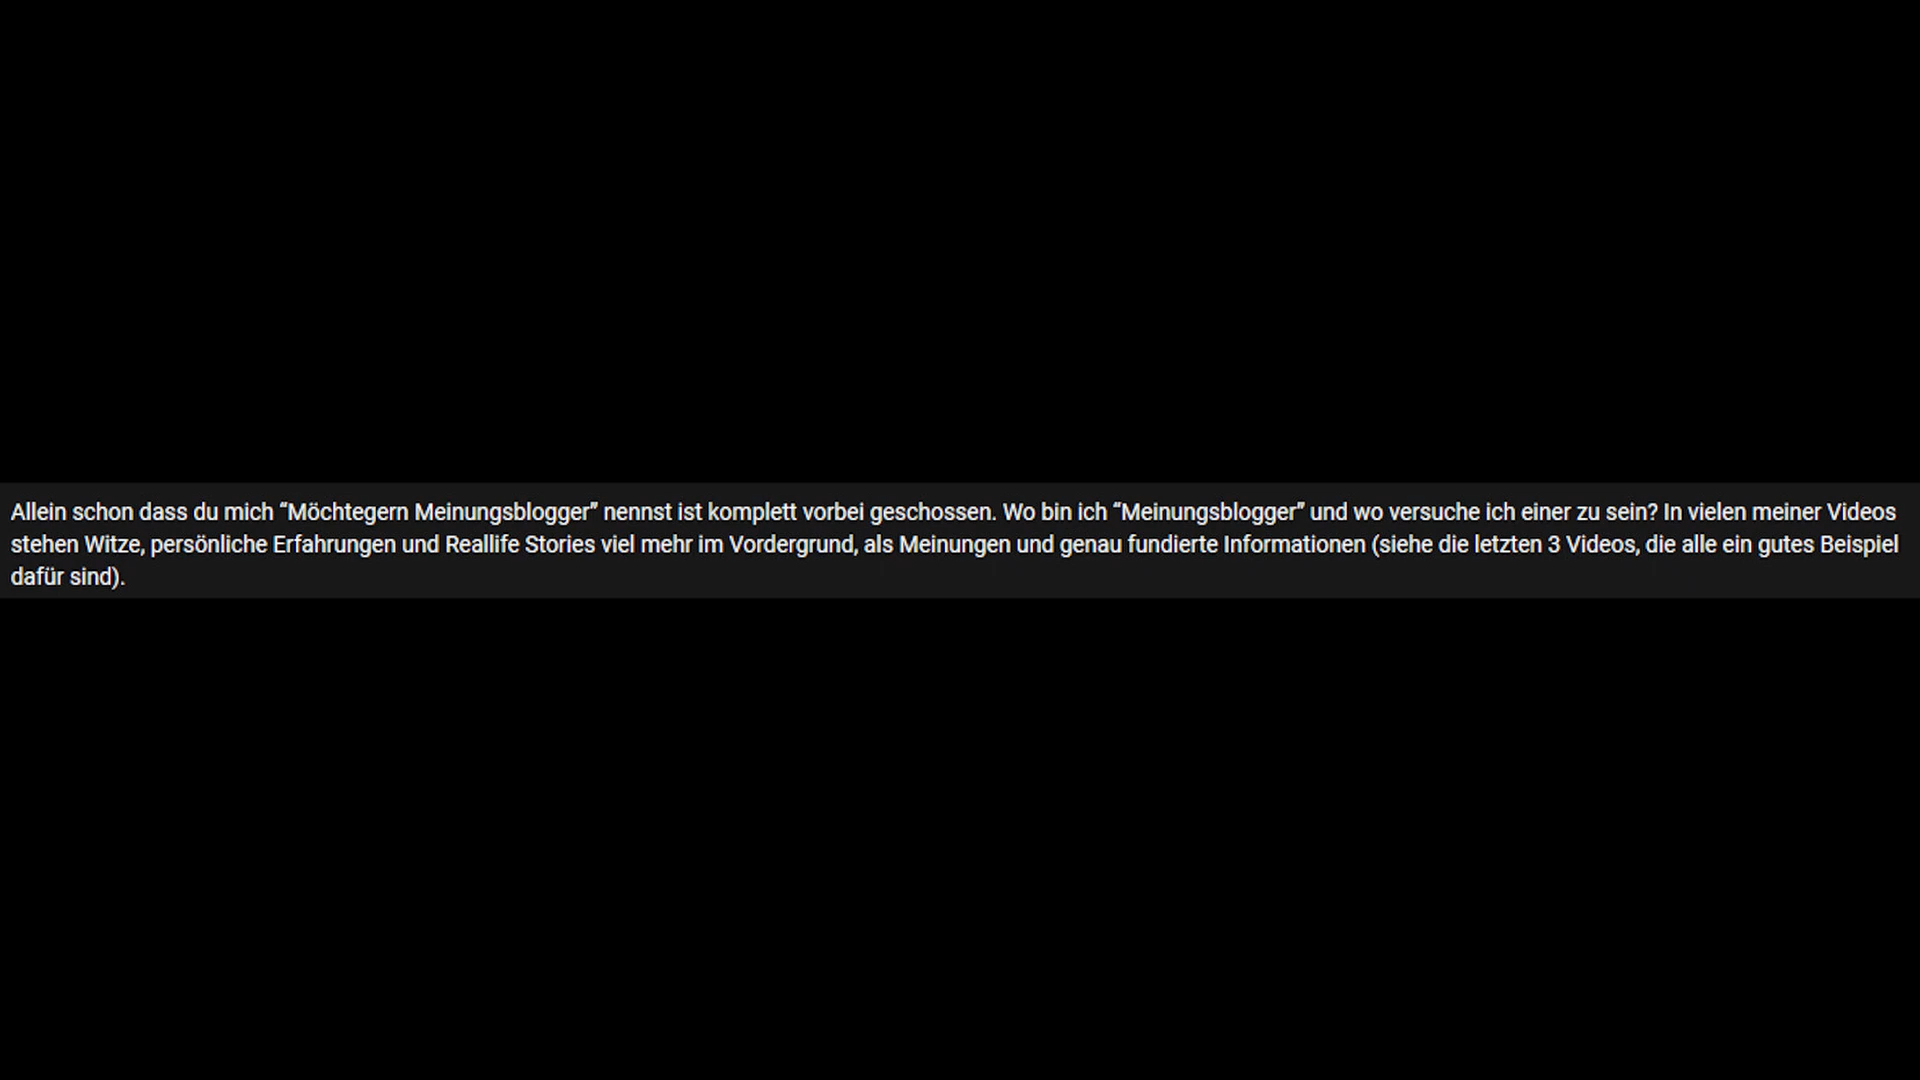 Allein schon dass du mich “Möchtegern Meinungsblogger” nennst ist komplett vorbei geschossen. Wo bin ich “Meinungsblogger” und wo versuche ich einer zu sein? In vielen meiner Videos
stehen Witze, persönliche Erfahrungen und Reallife Stories viel mehr im Vordergrund, als Meinungen und genau fundierte Informationen (siehe die letzten 3 Videos, die alle ein gutes Beispiel
dafür sind).